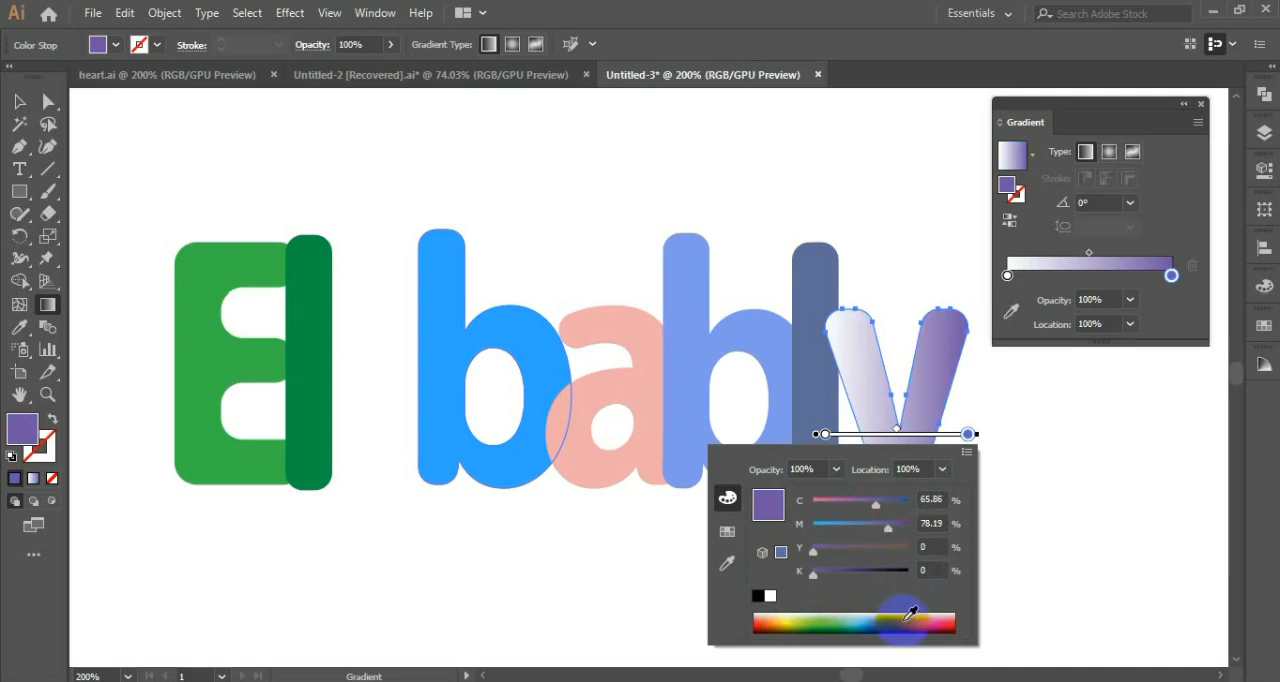 Ai File Edit Object Type Select Effect View Window Help Essentials Search Adobe Stock
Color Stop Stroke: Opacity: 100% Gradient Type:
heart.ai @ 200% (RGB/GPU Preview) × Untitled-2 [Recovered].ai* @ 74.03% (RGB/GPU Preview) × Untitled-3* @ 200% (RGB/GPU Preview) ×
Gradient
Type:
Stroke:
0°
Opacity: 100%
Location: 100%
El bably
Opacity: 100% Location: 100%
C 65.86 %
M 78.19 %
Y 0 %
K 0 %
200% 1 Gradient